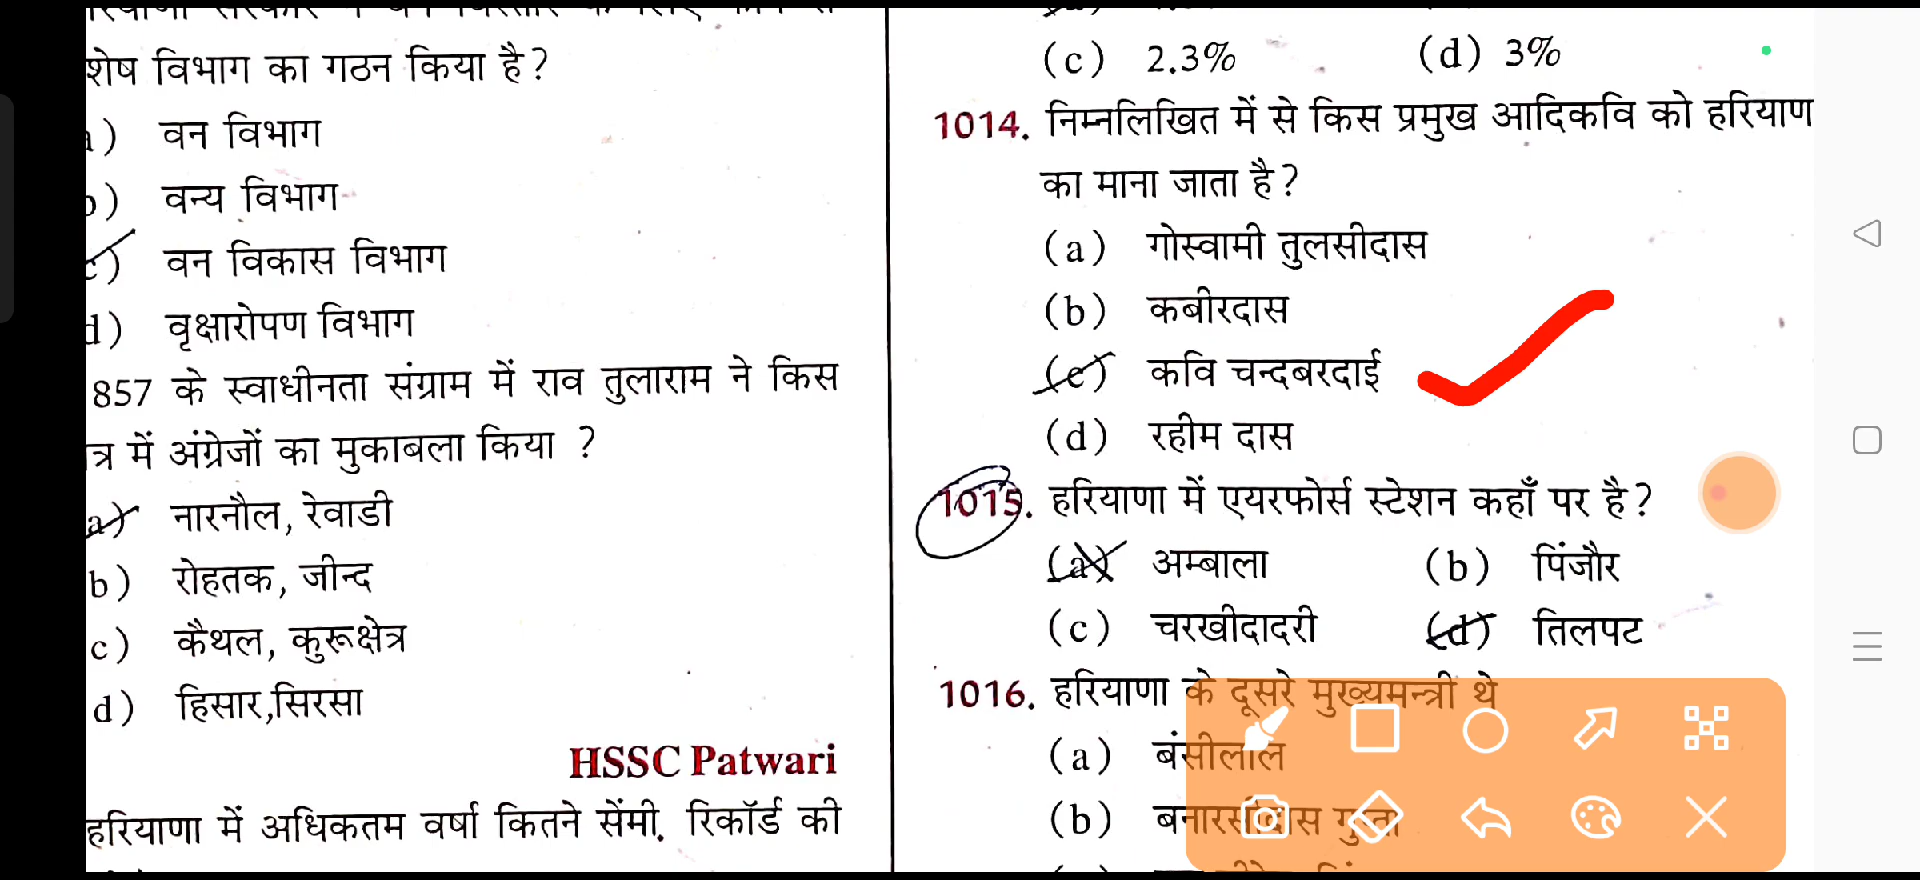 शेष विभाग का गठन किया है?
) वन विभाग
) वन्य विभाग
c) वन विकास विभाग
d) वृक्षारोपण विभाग
857 के स्वाधीनता संग्राम में राव तुलाराम ने किस
त्र में अंग्रेजों का मुकाबला किया ?
a) नारनौल, रेवाडी
b) रोहतक, जीन्द
c) कैथल, कुरूक्षेत्र
d) हिसार,सिरसा
HSSC Patwari
हरियाणा में अधिकतम वर्षा कितने सेंमी. रिकॉर्ड की
(c) 2.3% (d) 3%
1014. निम्नलिखित में से किस प्रमुख आदिकवि को हरियाण
का माना जाता है?
(a) गोस्वामी तुलसीदास
(b) कबीरदास
(c) कवि चन्दबरदाई
(d) रहीम दास
1015. हरियाणा में एयरफोर्स स्टेशन कहाँ पर है?
(a) अम्बाला (b) पिंजौर
(c) चरखीदादरी (d) तिलपट
1016. हरियाणा के दूसरे मुख्यमन्त्री थे
(a) बंसीलाल
(b) बनारसीदास गुप्ता